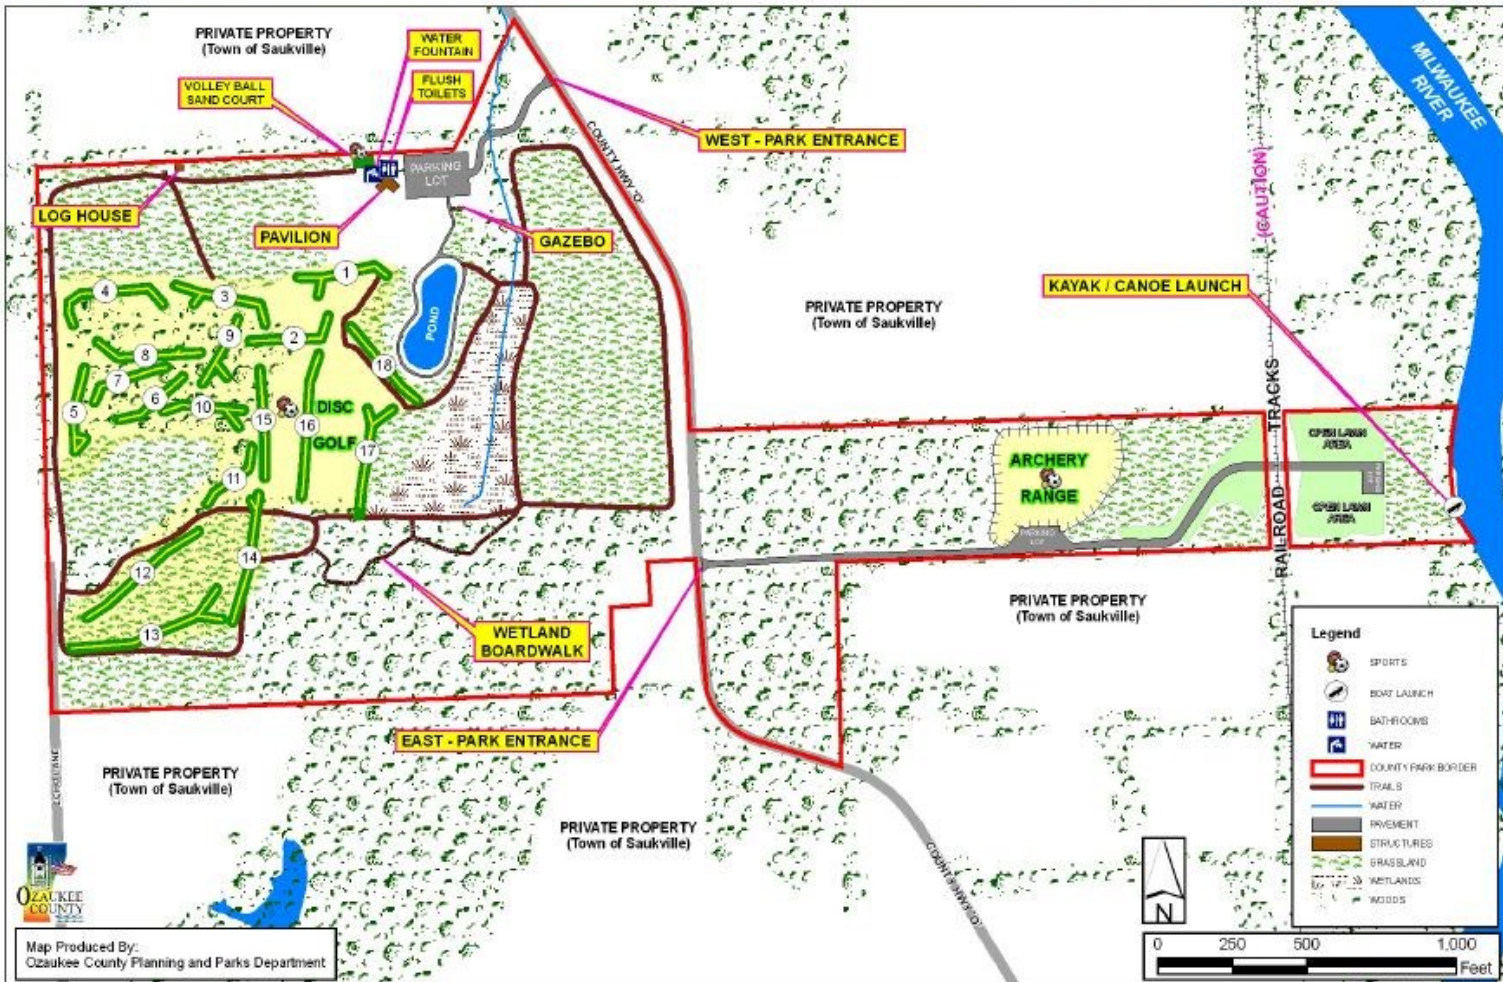 PRIVATE PROPERTY
(Town of Saukville)
WATER
FOUNTAIN
FLUSH
TOILETS
VOLLEY BALL
SAND COURT
WEST - PARK ENTRANCE
COUNTY HWY 'O'
MILWAUKEE
RIVER
PARKING
LOT
LOG HOUSE
PAVILION
GAZEBO
(CAUTION)
KAYAK / CANOE LAUNCH
PRIVATE PROPERTY
(Town of Saukville)
POND
1
2
3
4
5
6
7
8
9
10
11
12
13
14
15
16
17
18
DISC
GOLF
RAILROAD TRACKS
ARCHERY
RANGE
PARKING
LOT
OPEN LAWN
AREA
OPEN LAWN
AREA
WETLAND
BOARDWALK
EAST - PARK ENTRANCE
PRIVATE PROPERTY
(Town of Saukville)
PRIVATE PROPERTY
(Town of Saukville)
PRIVATE PROPERTY
(Town of Saukville)
COUNTY HWY 'O'
OZAUKEE
COUNTY
Map Produced By:
Ozaukee County Planning and Parks Department
Legend
SPORTS
BOAT LAUNCH
BATHROOMS
WATER
COUNTY PARK BORDER
TRAILS
WATER
PAVEMENT
STRUCTURES
GRASSLAND
WETLANDS
WOODS
N
0 250 500 1,000
Feet